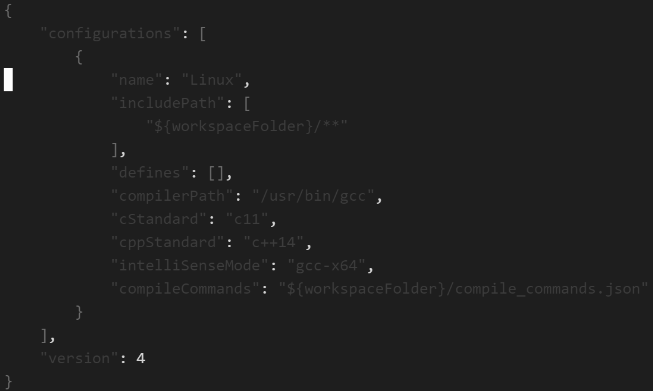 {
    "configurations": [
        {
            "name": "Linux",
            "includePath": [
                "${workspaceFolder}/**"
            ],
            "defines": [],
            "compilerPath": "/usr/bin/gcc",
            "cStandard": "c11",
            "cppStandard": "c++14",
            "intelliSenseMode": "gcc-x64",
            "compileCommands": "${workspaceFolder}/compile_commands.json"
        }
    ],
    "version": 4
}